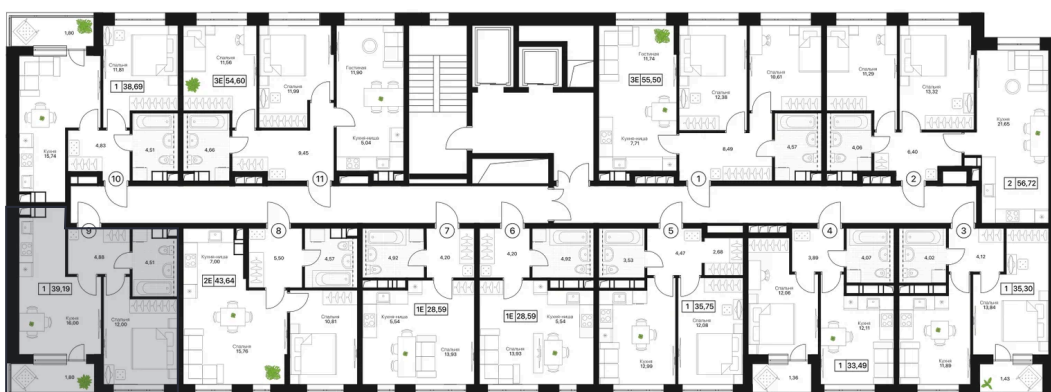 1,90
Спальня
11,81
1 38,69
Кухня
15,74
4,83
4,51
10
Спальня
11,56
3Е 54,60
Спальня
11,99
4,66
9,45
11
Гостиная
11,90
Кухня-ниша
5,04
Гостиная
11,74
3Е 55,50
Кухня-ниша
7,71
Спальня
12,38
Спальня
16,61
8,49
4,57
1
Спальня
11,29
Спальня
13,32
4,06
6,40
2
Кухня
21,65
2 56,72
9
4,89
4,51
1 39,19
Кухня
16,06
Спальня
12,00
1,89
8
Кухня-ниша
7,00
5,50
4,57
2Е 43,64
Спальня
15,76
Спальня
10,81
7
4,92
4,20
1Е 28,59
Кухня-ниша
5,54
Спальня
13,93
6
4,20
4,92
1Е 28,59
Кухня-ниша
5,54
Спальня
13,93
5
3,53
4,47
2,68
1 35,75
Кухня
12,99
Спальня
12,08
4
3,89
4,07
Спальня
12,06
Кухня
12,11
1 33,49
1,36
3
4,02
4,12
1 35,30
Спальня
13,84
Кухня
11,89
1,43